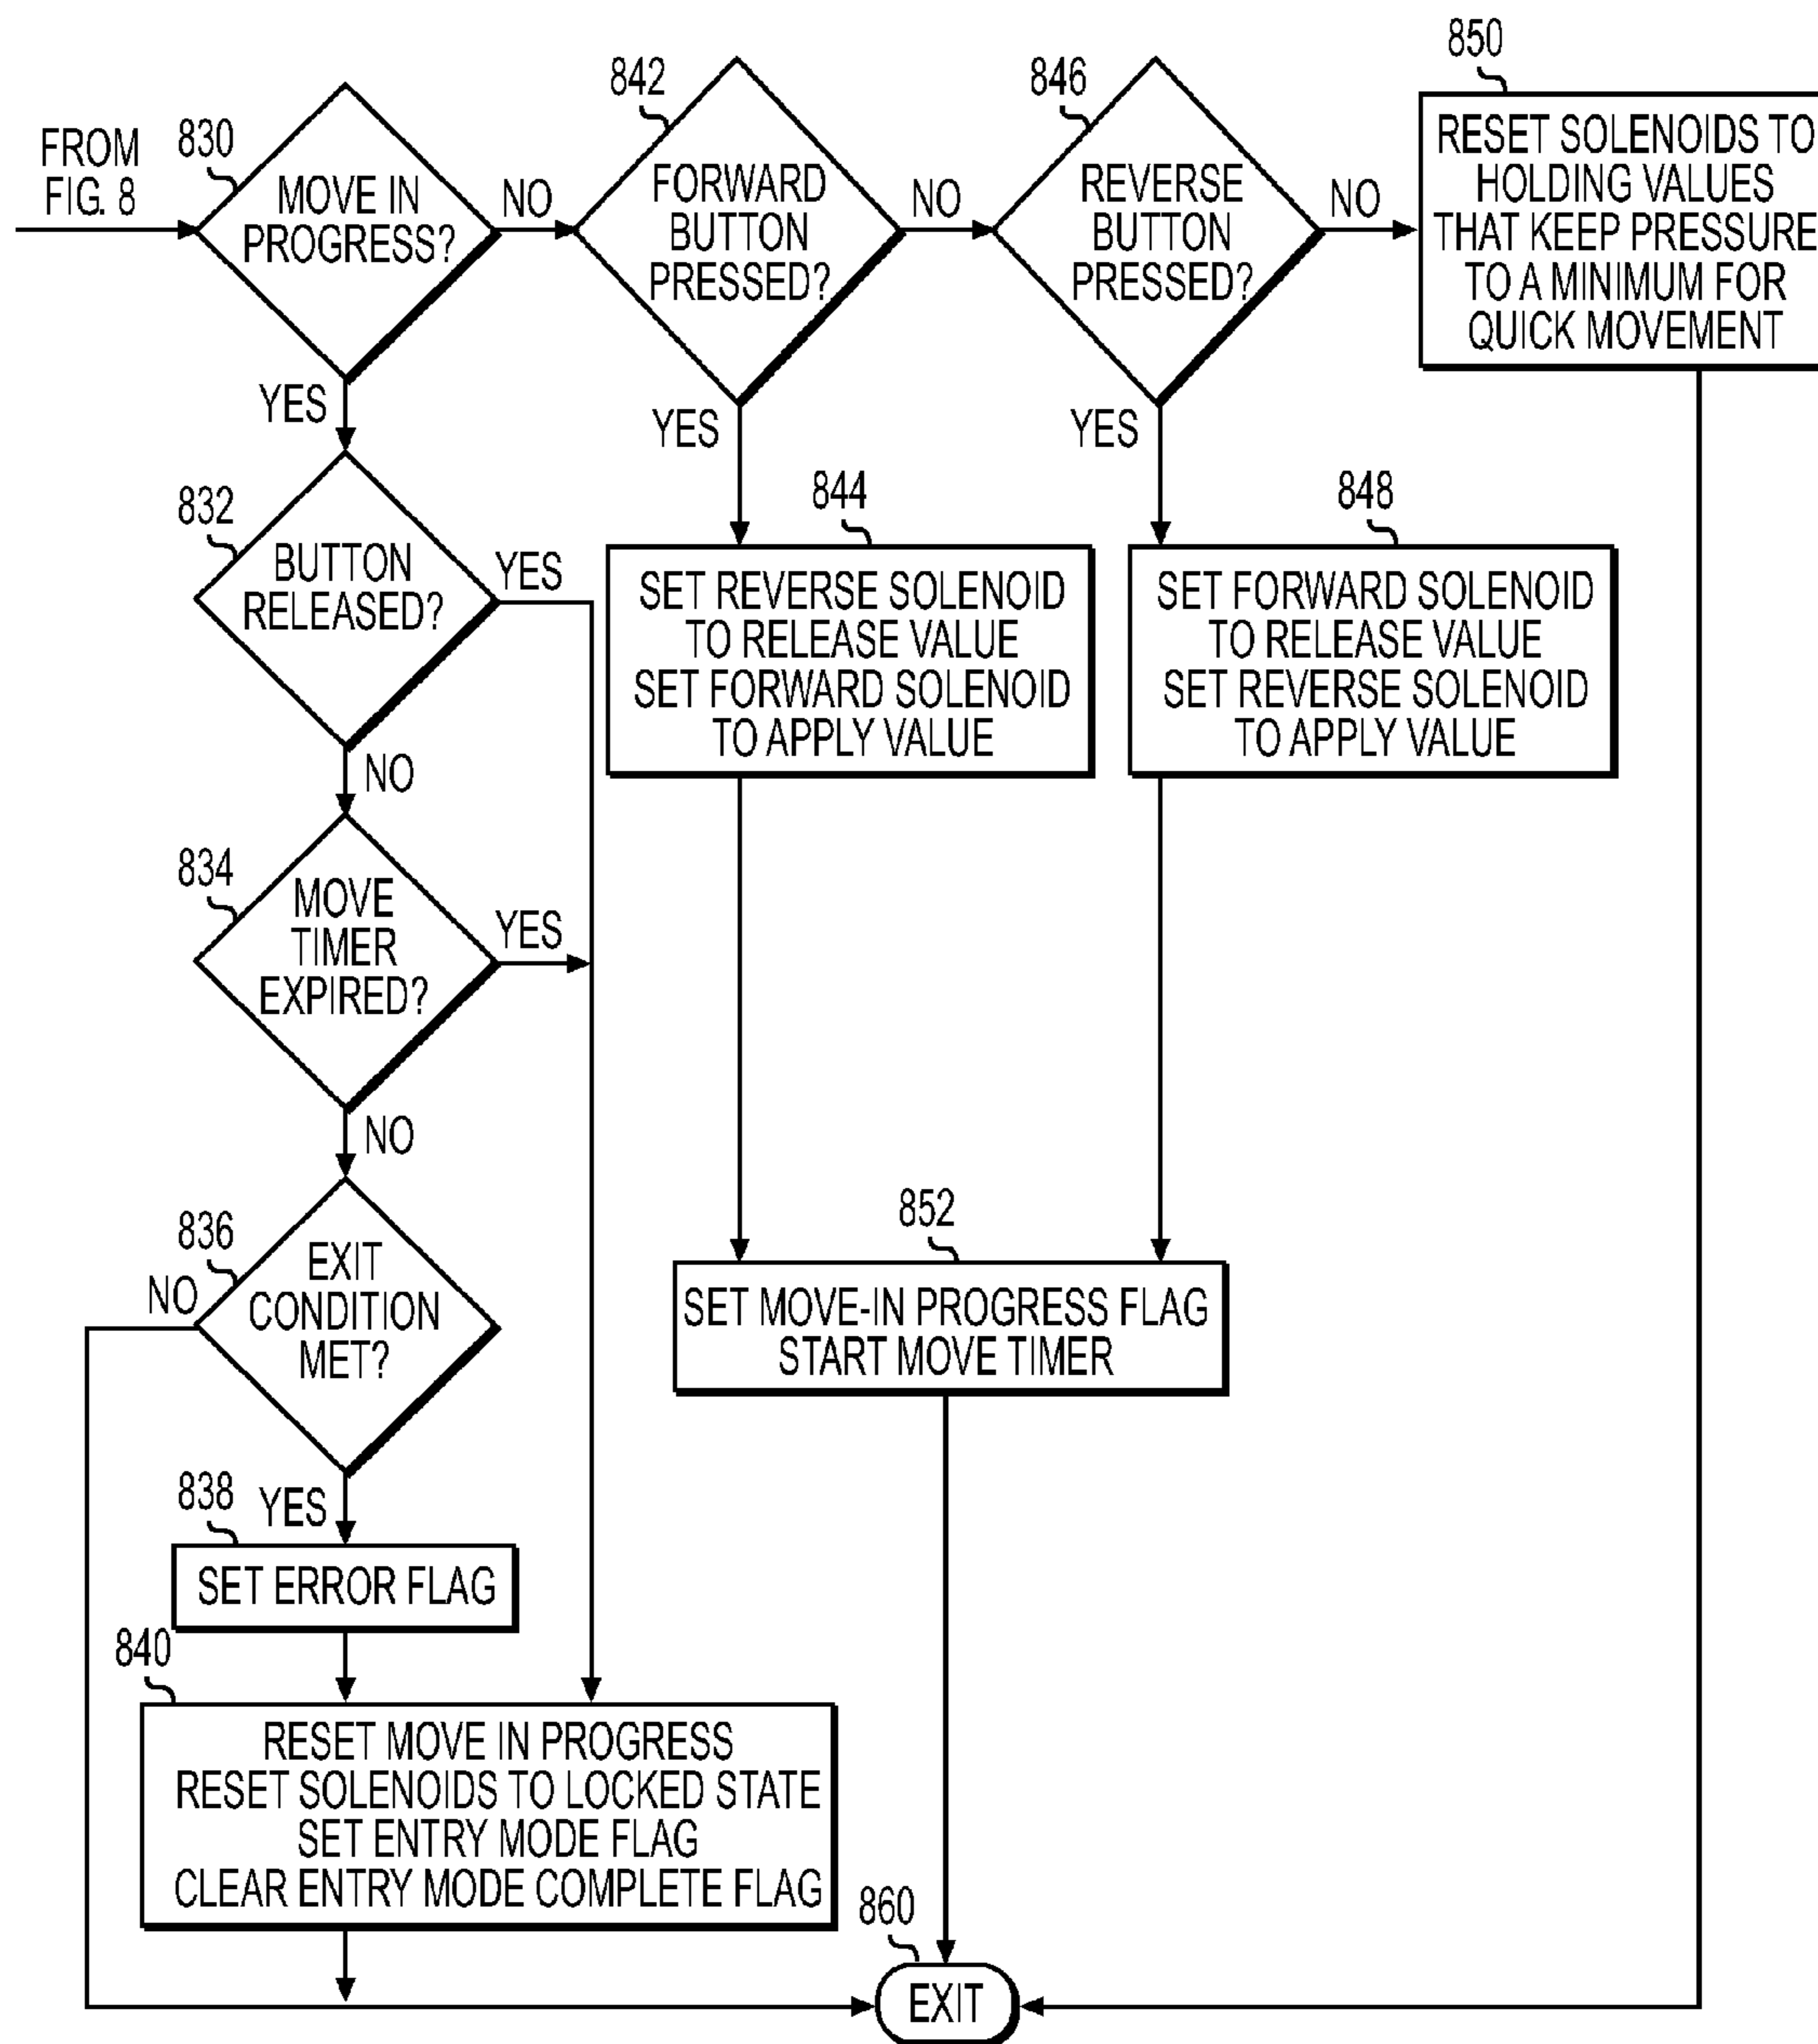 FROM
FIG. 8
830
MOVE IN
PROGRESS?
NO
YES
842
FORWARD
BUTTON
PRESSED?
NO
YES
846
REVERSE
BUTTON
PRESSED?
NO
YES
850
RESET SOLENOIDS TO
HOLDING VALUES
THAT KEEP PRESSURE
TO A MINIMUM FOR
QUICK MOVEMENT
832
BUTTON
RELEASED?
YES
NO
844
SET REVERSE SOLENOID
TO RELEASE VALUE
SET FORWARD SOLENOID
TO APPLY VALUE
848
SET FORWARD SOLENOID
TO RELEASE VALUE
SET REVERSE SOLENOID
TO APPLY VALUE
834
MOVE
TIMER
EXPIRED?
YES
NO
836
EXIT
CONDITION
MET?
NO
YES
852
SET MOVE-IN PROGRESS FLAG
START MOVE TIMER
838
SET ERROR FLAG
840
RESET MOVE IN PROGRESS
RESET SOLENOIDS TO LOCKED STATE
SET ENTRY MODE FLAG
CLEAR ENTRY MODE COMPLETE FLAG
860
EXIT